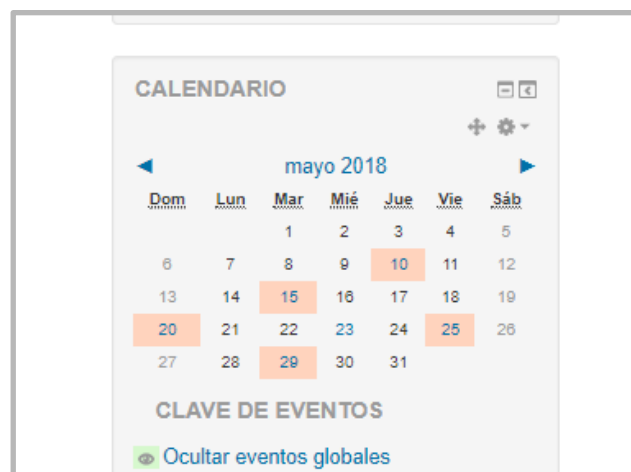 CALENDARIO
mayo 2018
Dom Lun Mar Mié Jue Vie Sáb
1 2 3 4 5
6 7 8 9 10 11 12
13 14 15 16 17 18 19
20 21 22 23 24 25 26
27 28 29 30 31
CLAVE DE EVENTOS
Ocultar eventos globales